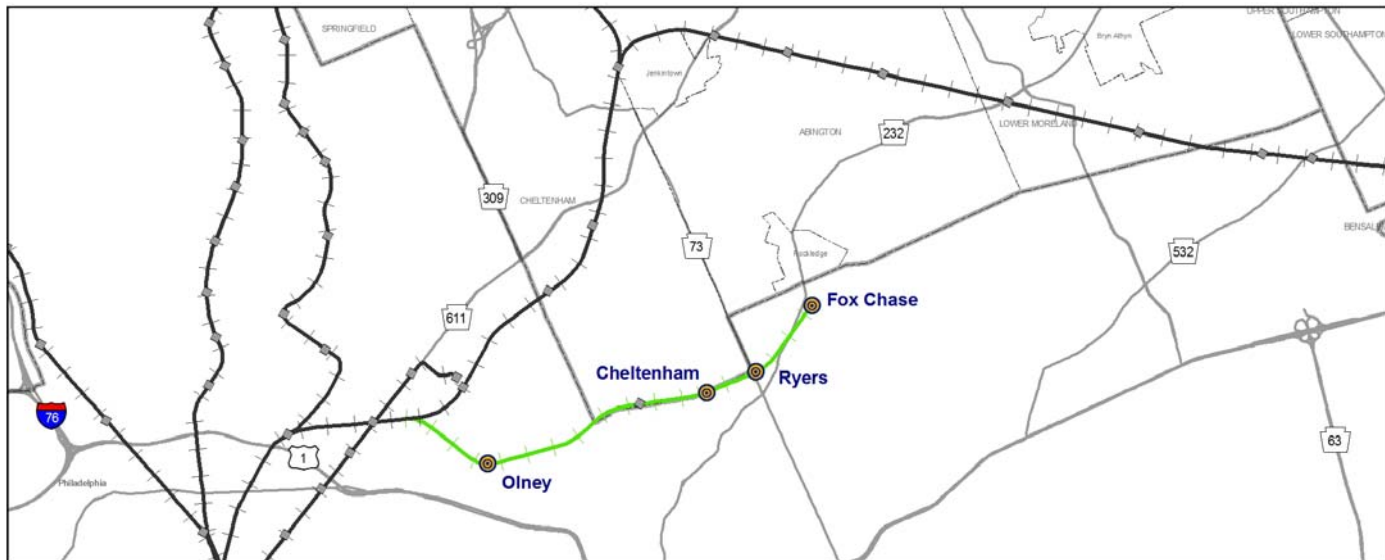 SPRINGFIELD
UPPER SOUTHAMPTON
LOWER SOUTHAMPTON
Bryn Athyn
Jenkintown
ABINGTON
232
LOWER MORELAND
309
CHELTENHAM
73
Rockledge
532
BENSALEM
Fox Chase
611
Cheltenham
Ryers
76
1
63
Philadelphia
Olney